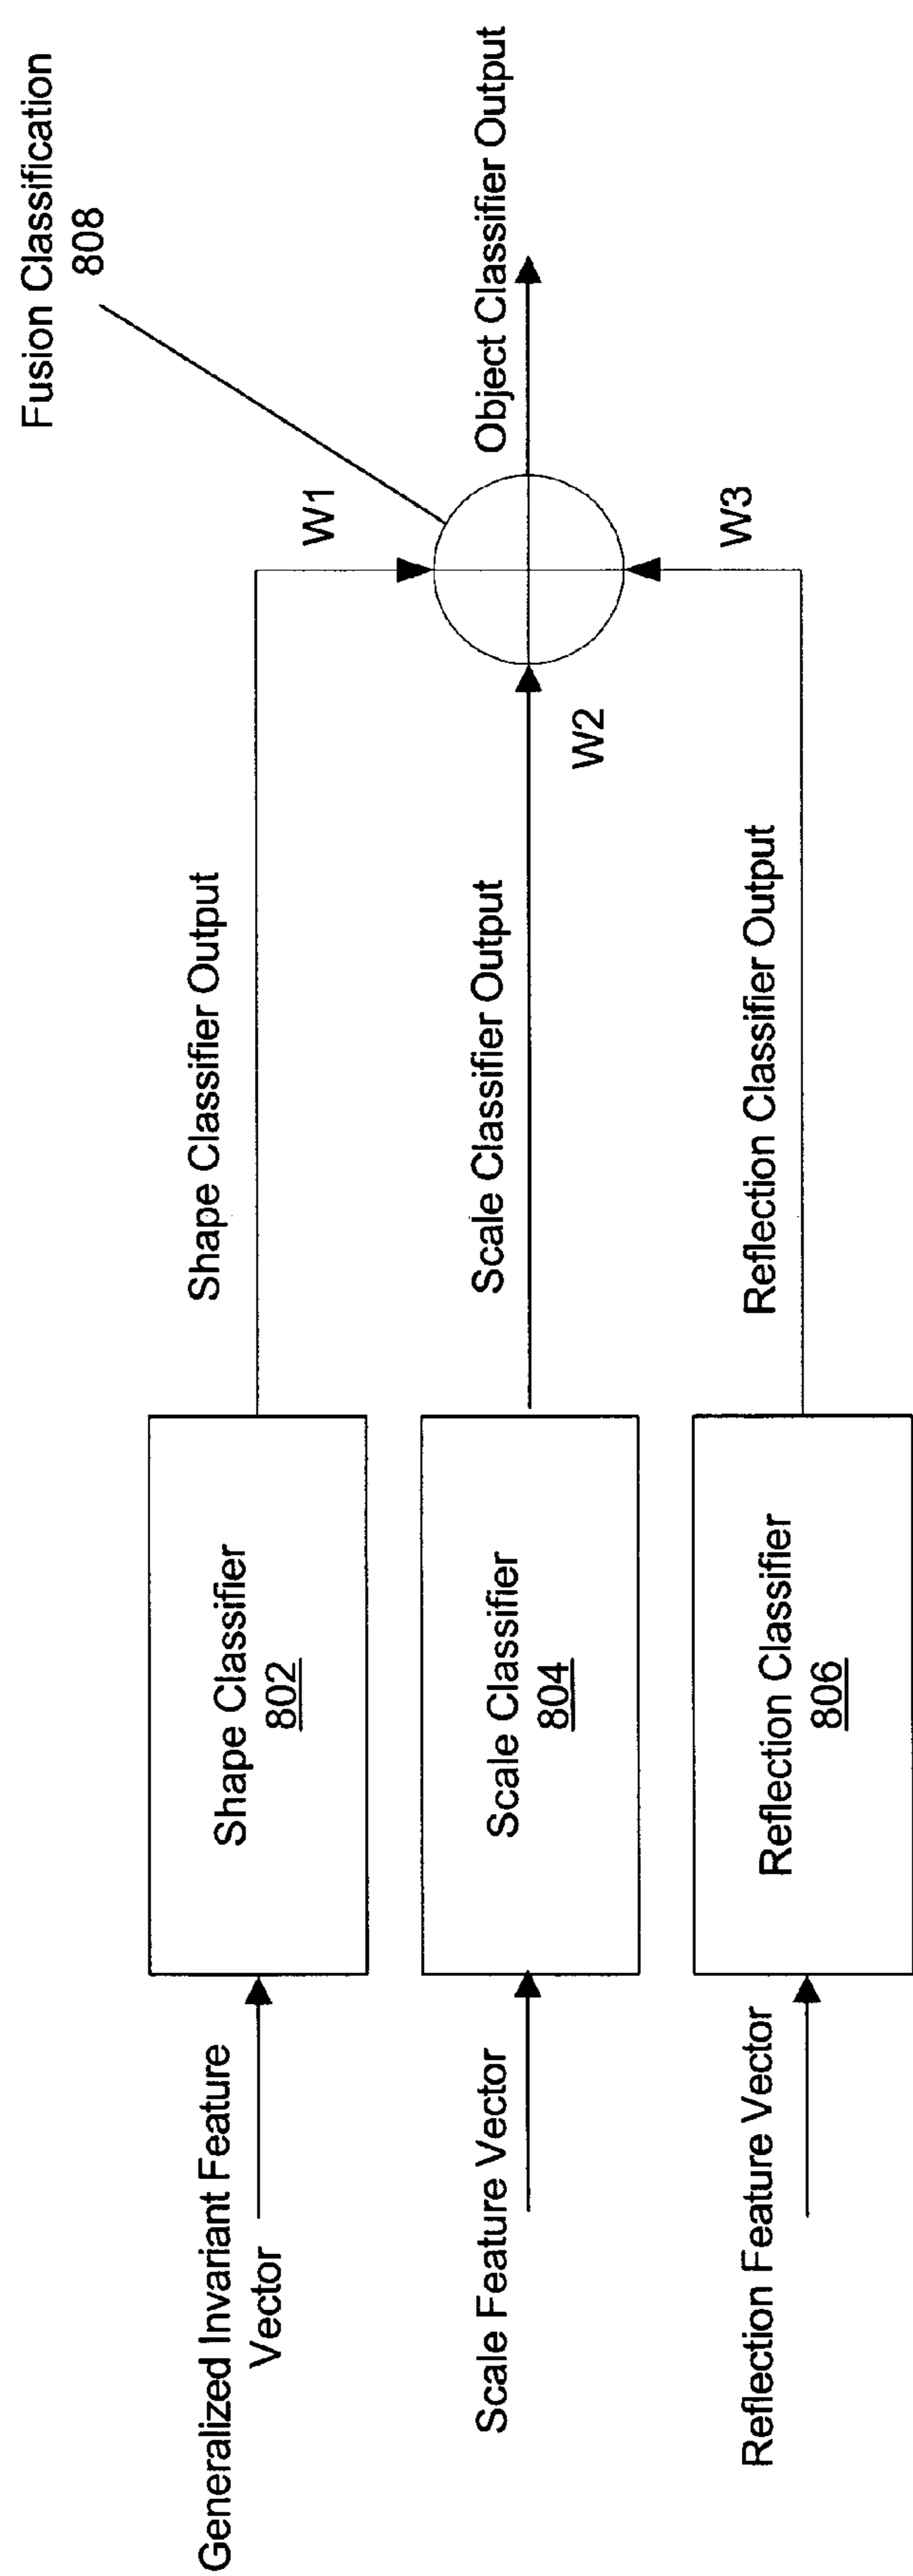 Fusion Classification
808
Generalized Invariant Feature
Vector
Shape Classifier
802
Shape Classifier Output
W1
Scale Feature Vector
Scale Classifier
804
Scale Classifier Output
W2
Object Classifier Output
Reflection Feature Vector
Reflection Classifier
806
Reflection Classifier Output
W3